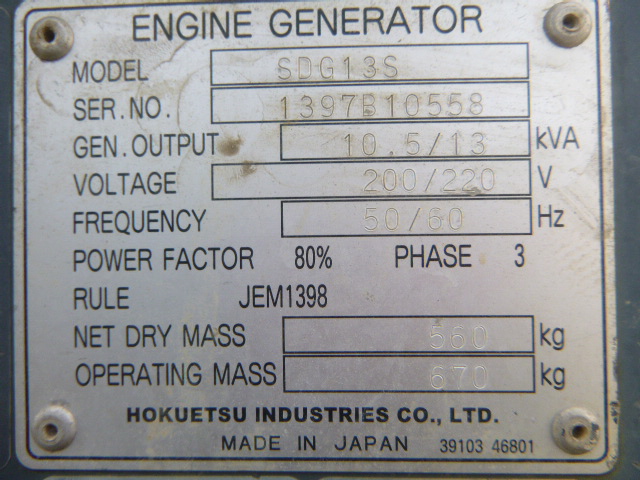 ENGINE GENERATOR
MODEL SDG13S
SER.NO. 1397B10558
GEN.OUTPUT 10.5/13 kVA
VOLTAGE 200/220 V
FREQUENCY 50/60 Hz
POWER FACTOR 80% PHASE 3
RULE JEM1398
NET DRY MASS 560 kg
OPERATING MASS 670 kg
HOKUETSU INDUSTRIES CO., LTD.
MADE IN JAPAN 39103 46801